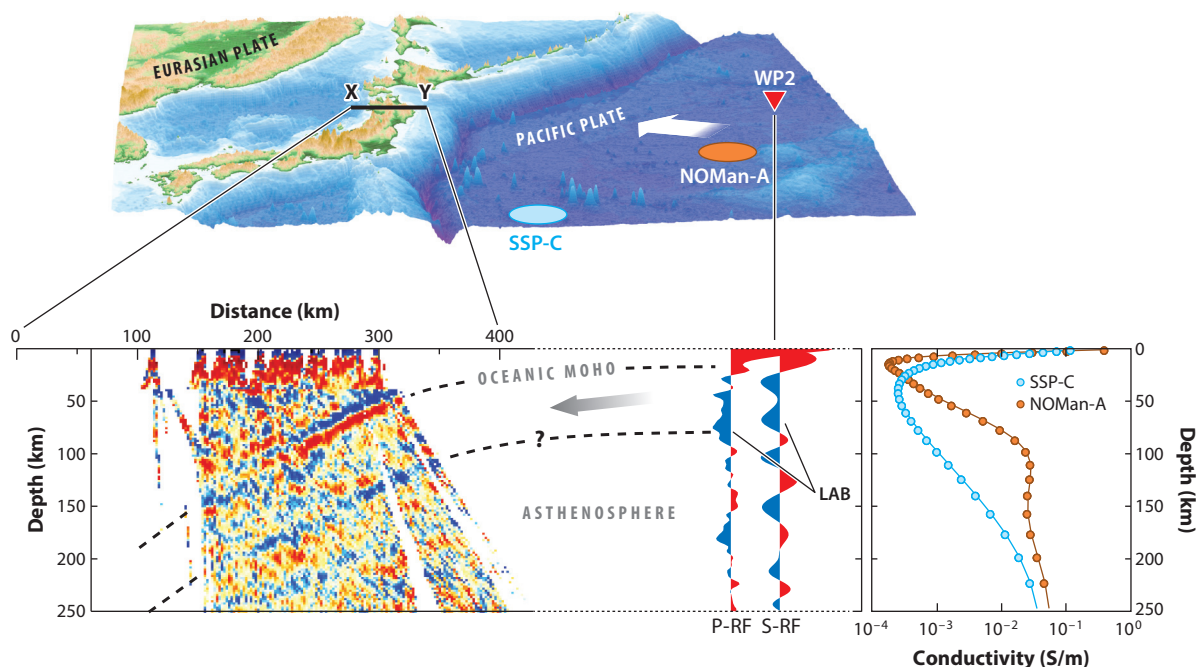 EURASIAN PLATE
X
Y
WP2
PACIFIC PLATE
NOMan-A
SSP-C
Distance (km)
0 100 200 300 400
Depth (km)
50
100
150
200
250
OCEANIC MOHO
?
LAB
ASTHENOSPHERE
P-RF S-RF
SSP-C
NOMan-A
0
50
100
150
200
250
Depth (km)
10⁻⁴ 10⁻³ 10⁻² 10⁻¹ 10⁰
Conductivity (S/m)